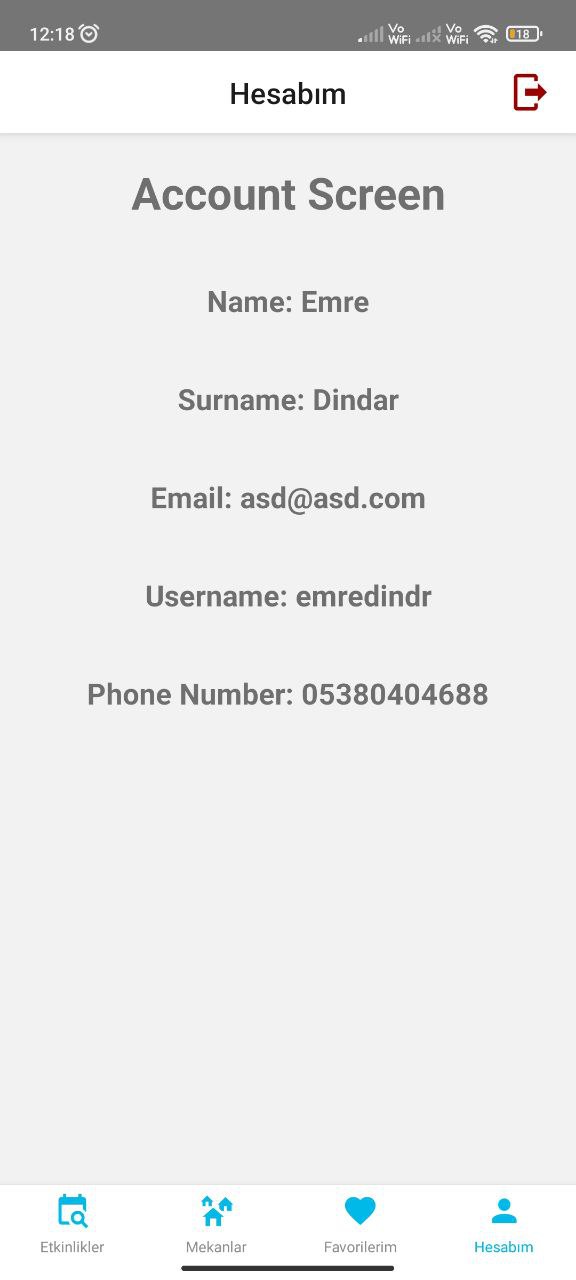 12:18
Vo
WiFi
Vo
WiFi
18
Hesabım
Account Screen
Name: Emre
Surname: Dindar
Email: asd@asd.com
Username: emredindr
Phone Number: 05380404688
Etkinlikler
Mekanlar
Favorilerim
Hesabım